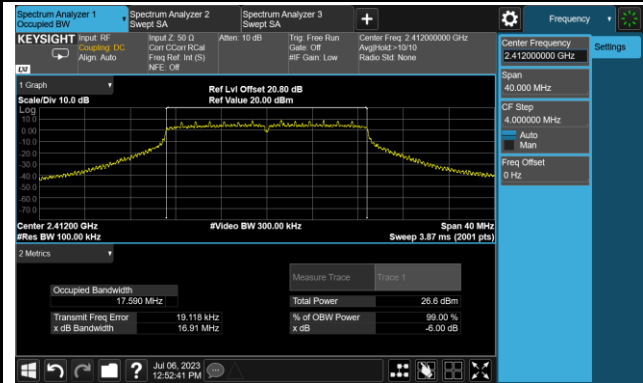 Spectrum Analyzer 1
Occupied BW
Spectrum Analyzer 2
Swept SA
Spectrum Analyzer 3
Swept SA
+
Frequency
KEYSIGHT
Input: RF
Coupling: DC
Align: Auto
LXI
Input Z: 50 Ω
Corr CCorr RCal
Freq Ref: Int (S)
NFE: Off
Atten: 10 dB
Trig: Free Run
Gate: Off
#IF Gain: Low
Center Freq: 2.412000000 GHz
Avg|Hold:>10/10
Radio Std: None
1 Graph
Scale/Div 10.0 dB
Ref Lvl Offset 20.80 dB
Ref Value 20.00 dBm
Log
10.0
0.00
-10.0
-20.0
-30.0
-40.0
-50.0
-60.0
-70.0
Center 2.41200 GHz
#Res BW 100.00 kHz
#Video BW 300.00 kHz
Span 40 MHz
Sweep 3.87 ms (2001 pts)
2 Metrics
Measure Trace
Trace 1
Occupied Bandwidth
17.590 MHz
Total Power
26.6 dBm
Transmit Freq Error
19.118 kHz
% of OBW Power
99.00 %
x dB Bandwidth
16.91 MHz
x dB
-6.00 dB
Center Frequency
2.412000000 GHz
Settings
Span
40.000 MHz
CF Step
4.000000 MHz
Auto
Man
Freq Offset
0 Hz
?
Jul 06, 2023
12:52:41 PM